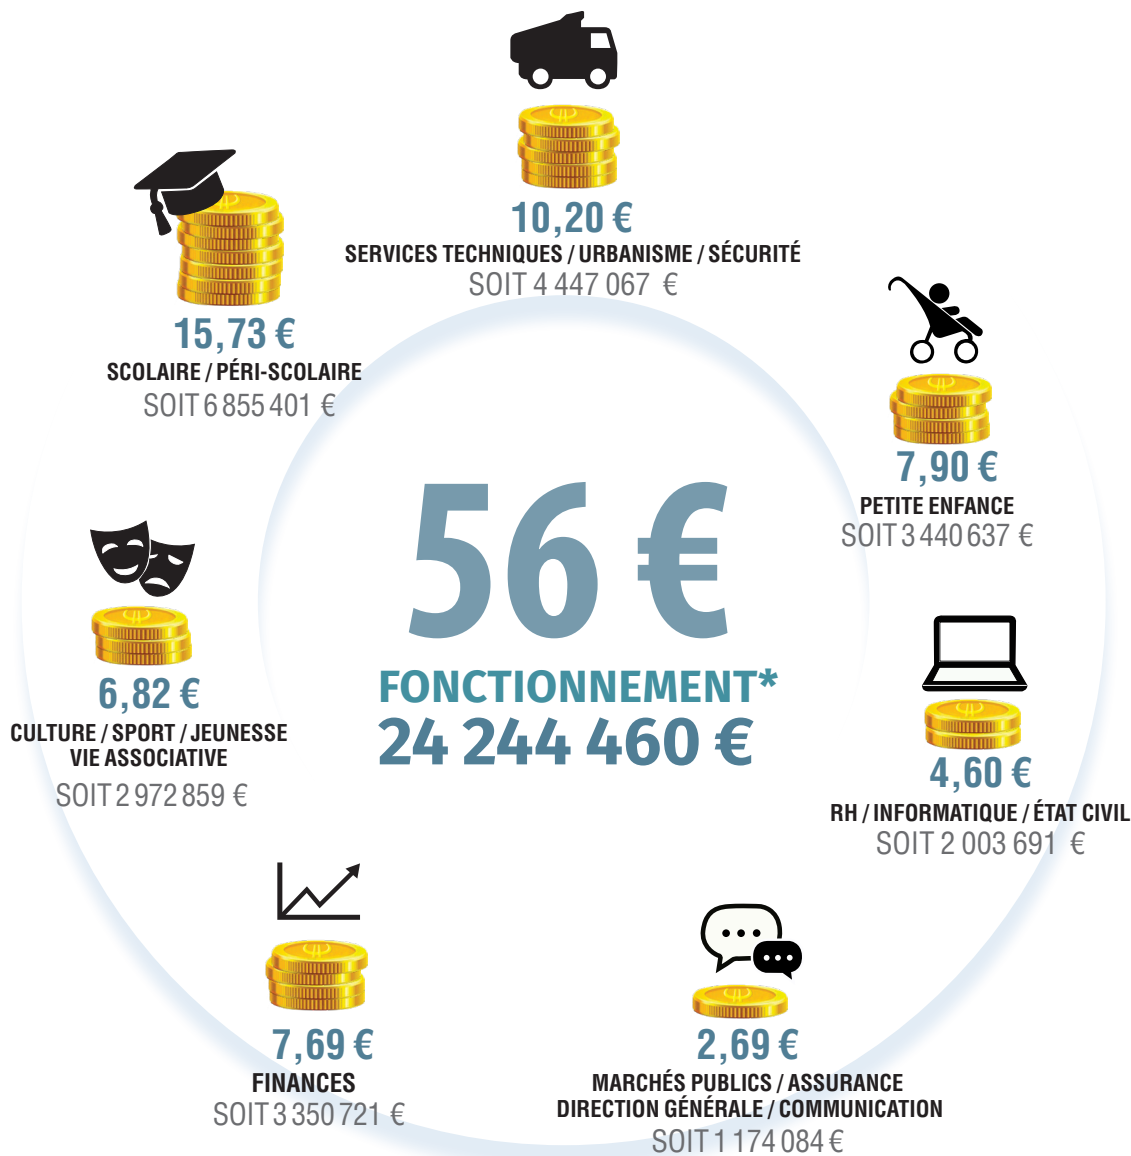 10,20 €
SERVICES TECHNIQUES / URBANISME / SÉCURITÉ
SOIT 4 447 067 €
15,73 €
SCOLAIRE / PÉRI-SCOLAIRE
SOIT 6 855 401 €
7,90 €
PETITE ENFANCE
SOIT 3 440 637 €
56 €
FONCTIONNEMENT*
24 244 460 €
6,82 €
CULTURE / SPORT / JEUNESSE
VIE ASSOCIATIVE
SOIT 2 972 859 €
4,60 €
RH / INFORMATIQUE / ÉTAT CIVIL
SOIT 2 003 691 €
7,69 €
FINANCES
SOIT 3 350 721 €
2,69 €
MARCHÉS PUBLICS / ASSURANCE
DIRECTION GÉNÉRALE / COMMUNICATION
SOIT 1 174 084 €